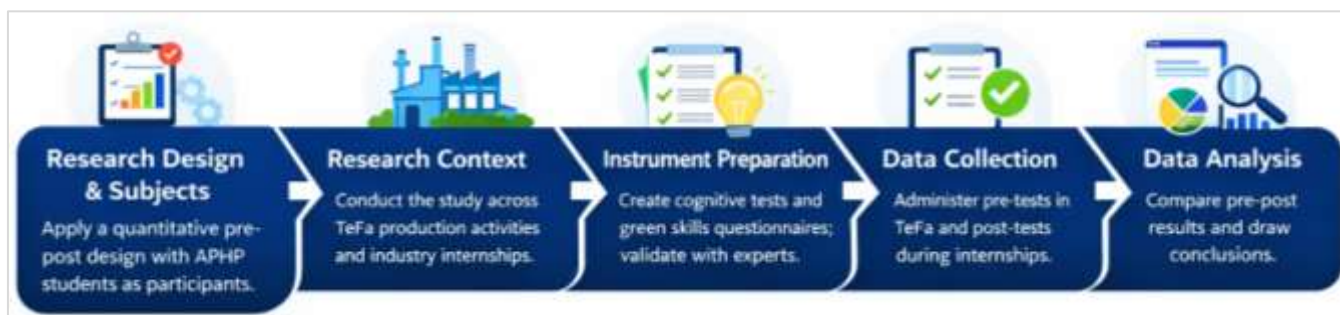 Research Design
& Subjects
Apply a quantitative pre-
post design with APHP
students as participants.
Research Context
Conduct the study across
TeFa production activities
and industry internships.
Instrument Preparation
Create cognitive tests and
green skills questionnaires;
validate with experts.
Data Collection
Administer pre-tests in
TeFa and post-tests
during internships.
Data Analysis
Compare pre-post
results and draw
conclusions.